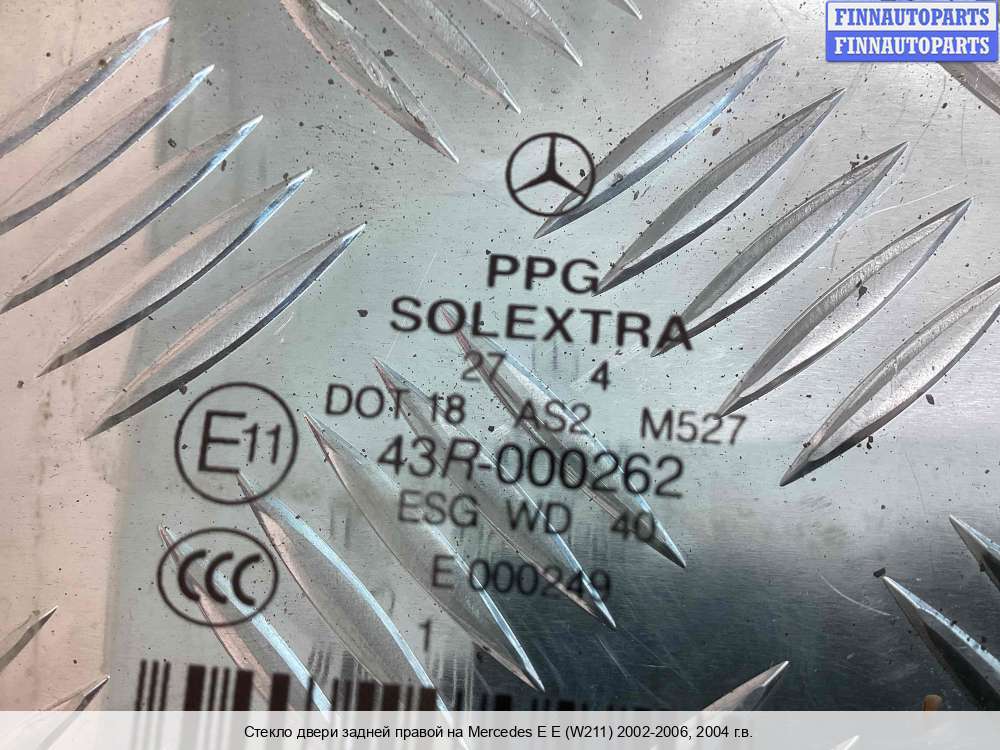 FINNAUTOPARTS
FINNAUTOPARTS
PPG
SOLEXTRA
27 4
DOT 18 AS2 M527
E11
43R-000262
ESG WD 40
CCC
E 000249
1
Стекло двери задней правой на Mercedes E E (W211) 2002-2006, 2004 г.в.